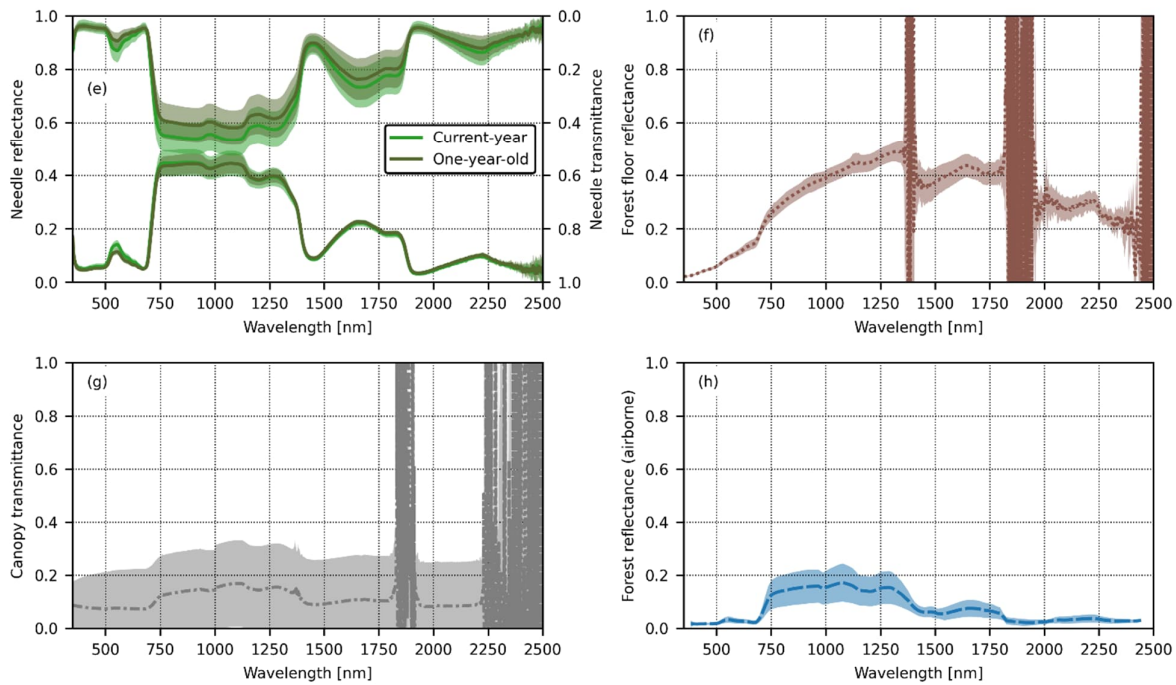 1.0
0.8
0.6
0.4
0.2
0.0
Needle reflectance
(e)
Current-year
One-year-old
0.0
0.2
0.4
0.6
0.8
1.0
Needle transmittance
500 750 1000 1250 1500 1750 2000 2250 2500
Wavelength [nm]
1.0
0.8
0.6
0.4
0.2
0.0
Forest floor reflectance
(f)
500 750 1000 1250 1500 1750 2000 2250 2500
Wavelength [nm]
1.0
0.8
0.6
0.4
0.2
0.0
Canopy transmittance
(g)
500 750 1000 1250 1500 1750 2000 2250 2500
Wavelength [nm]
1.0
0.8
0.6
0.4
0.2
0.0
Forest reflectance (airborne)
(h)
500 750 1000 1250 1500 1750 2000 2250 2500
Wavelength [nm]